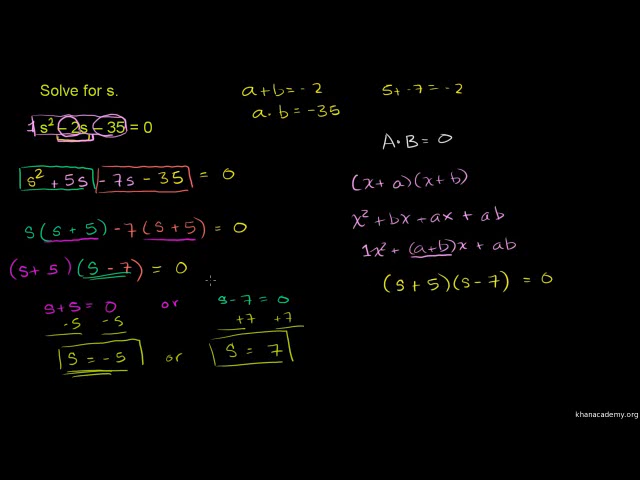 Solve for s.
1s² - 2s - 35 = 0
s² + 5s - 7s - 35 = 0
s(s + 5) - 7(s + 5) = 0
(s + 5)(s - 7) = 0
s + 5 = 0 or s - 7 = 0
-5 -5 +7 +7
s = -5 or s = 7
a + b = -2
a · b = -35
5 + -7 = -2
A · B = 0
(x + a)(x + b)
x² + bx + ax + ab
1x² + (a+b)x + ab
(s + 5)(s - 7) = 0
khanacademy.org